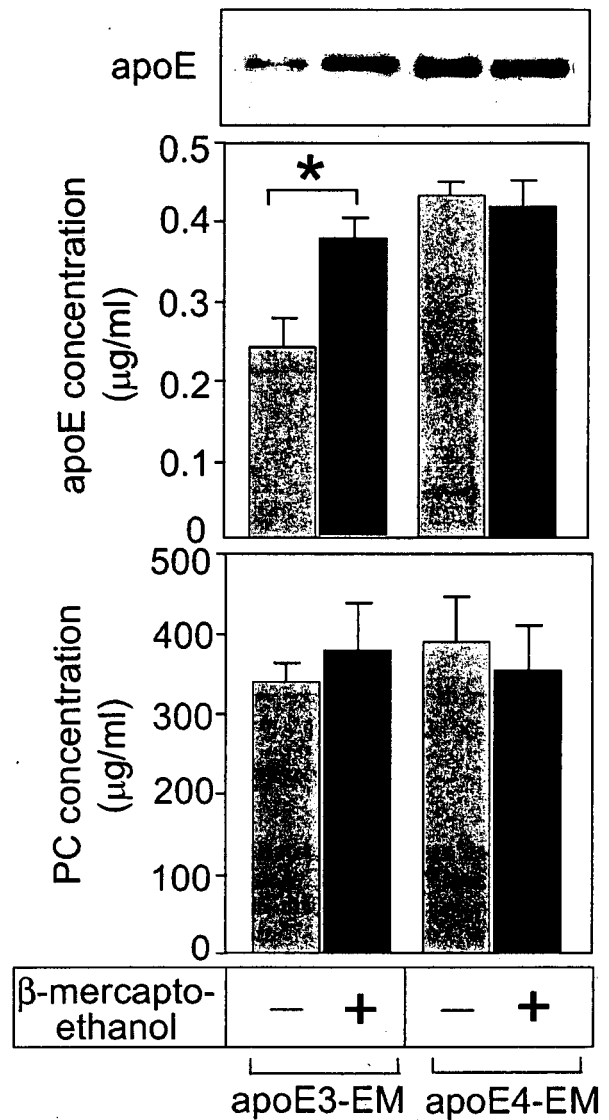 apoE
*
0.5
0.4
0.3
0.2
0.1
0
apoE concentration
(μg/ml)
500
400
300
200
100
0
PC concentration
(μg/ml)
β-mercapto-
ethanol
— + — +
apoE3-EM apoE4-EM